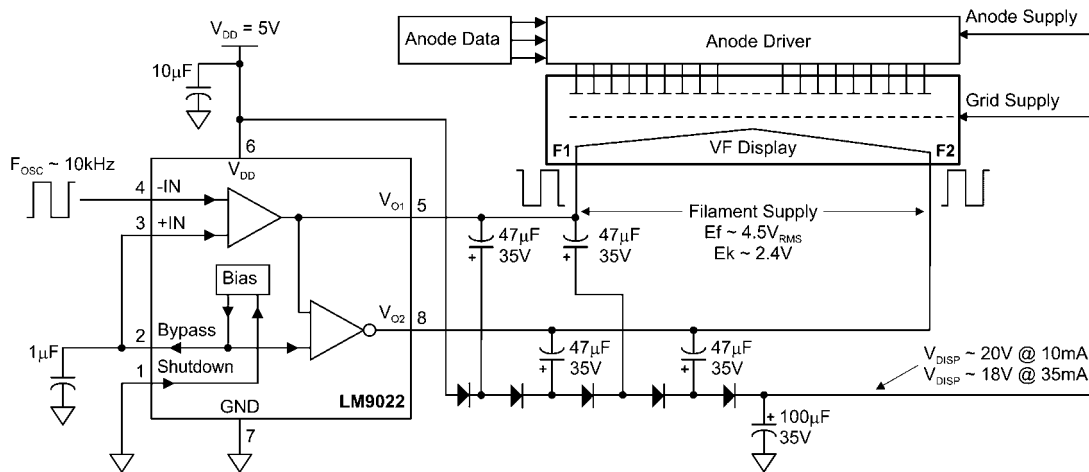 V_DD = 5V
Anode Data
Anode Driver
Anode Supply
10µF
Grid Supply
F_OSC ~ 10kHz
6
V_DD
F1
VF Display
F2
4
-IN
3
+IN
V_O1
5
47µF
35V
+
47µF
35V
+
Filament Supply
Ef ~ 4.5V_RMS
Ek ~ 2.4V
Bias
V_O2
8
2
Bypass
1µF
1
Shutdown
47µF
35V
+
47µF
35V
+
V_DISP ~ 20V @ 10mA
V_DISP ~ 18V @ 35mA
LM9022
GND
7
+
100µF
35V